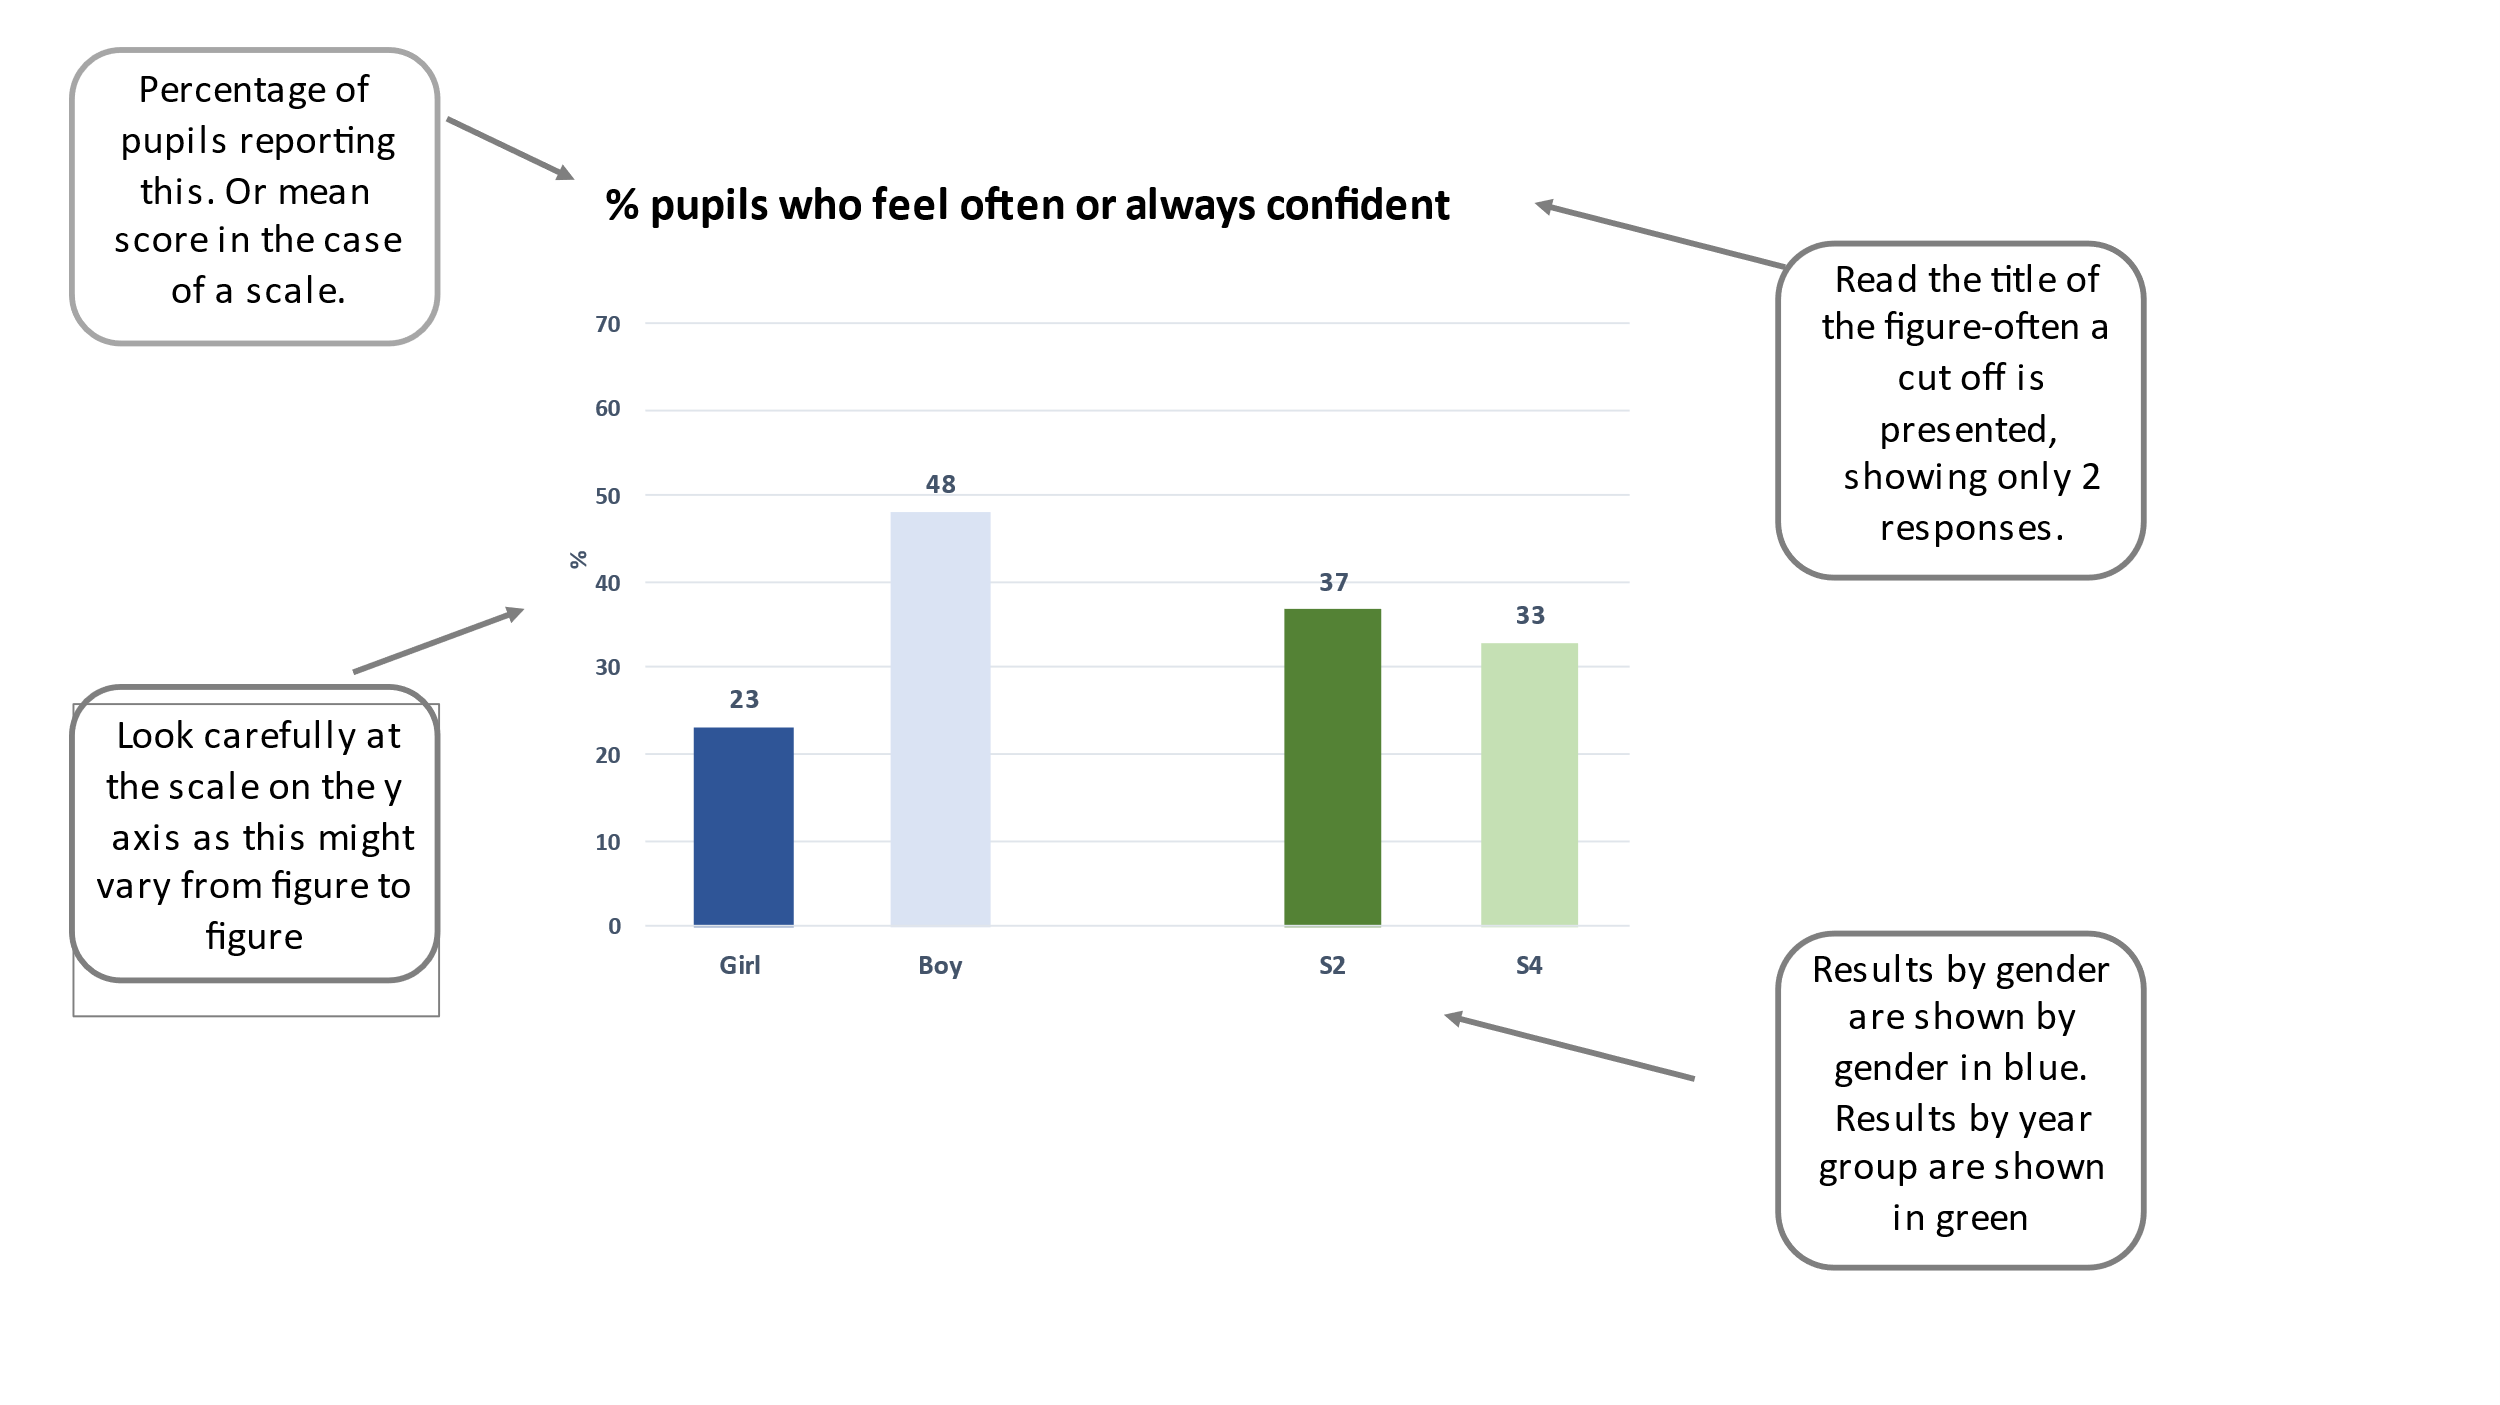 Percentage of
pupils reporting
this. Or mean
score in the case
of a scale.
% pupils who feel often or always confident
Read the title of
the figure-often a
cut off is
presented,
showing only 2
responses.
70
60
50
40
30
20
10
0
%
23
48
37
33
Girl
Boy
S2
S4
Look carefully at
the scale on the y
axis as this might
vary from figure to
figure
Results by gender
are shown by
gender in blue.
Results by year
group are shown
in green